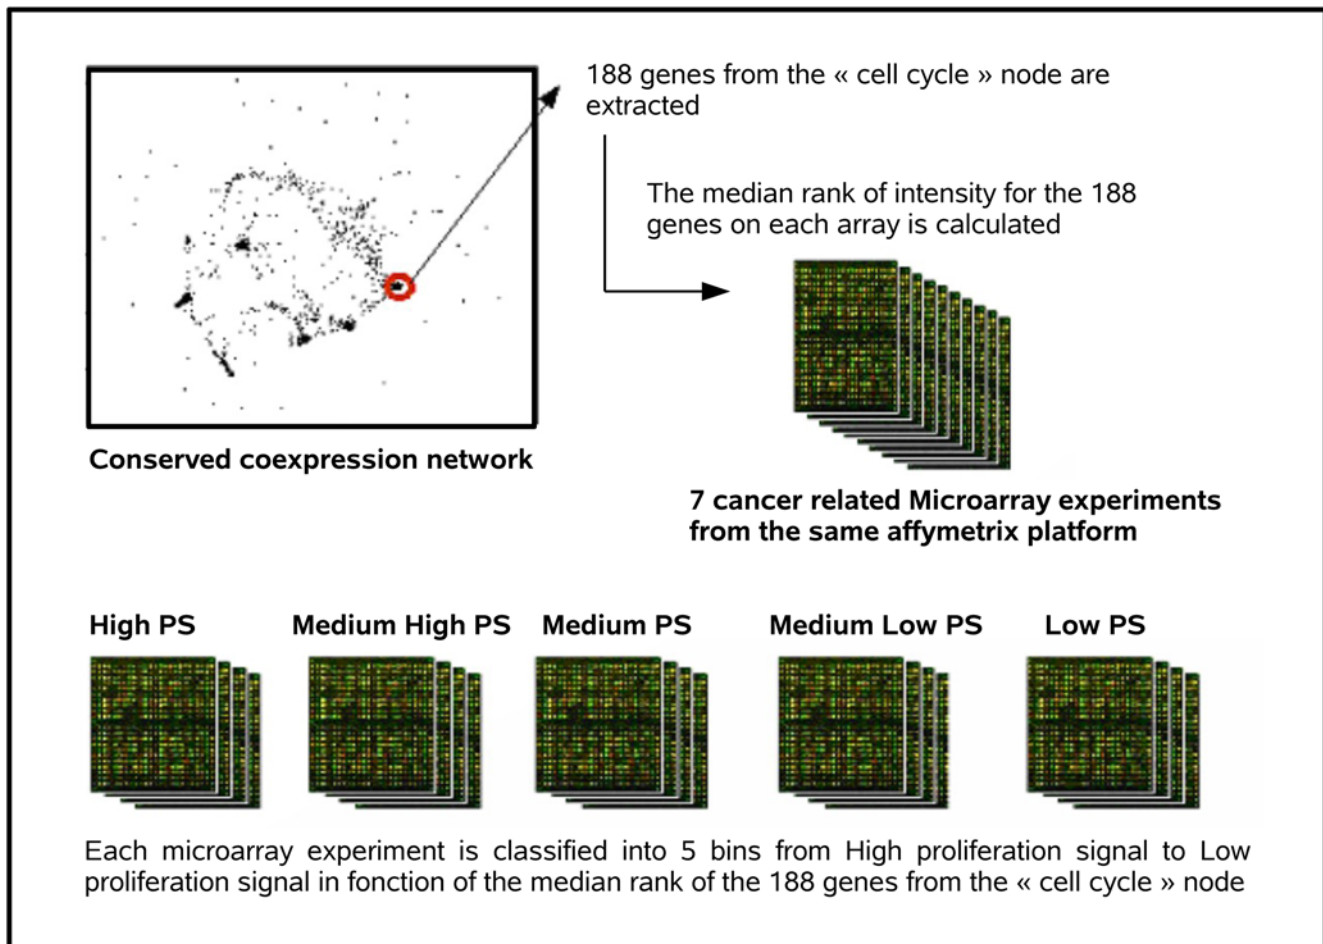 188 genes from the « cell cycle » node are
extracted
The median rank of intensity for the 188
genes on each array is calculated
Conserved coexpression network
7 cancer related Microarray experiments
from the same affymetrix platform
High PS
Medium High PS
Medium PS
Medium Low PS
Low PS
Each microarray experiment is classified into 5 bins from High proliferation signal to Low
proliferation signal in fonction of the median rank of the 188 genes from the « cell cycle » node